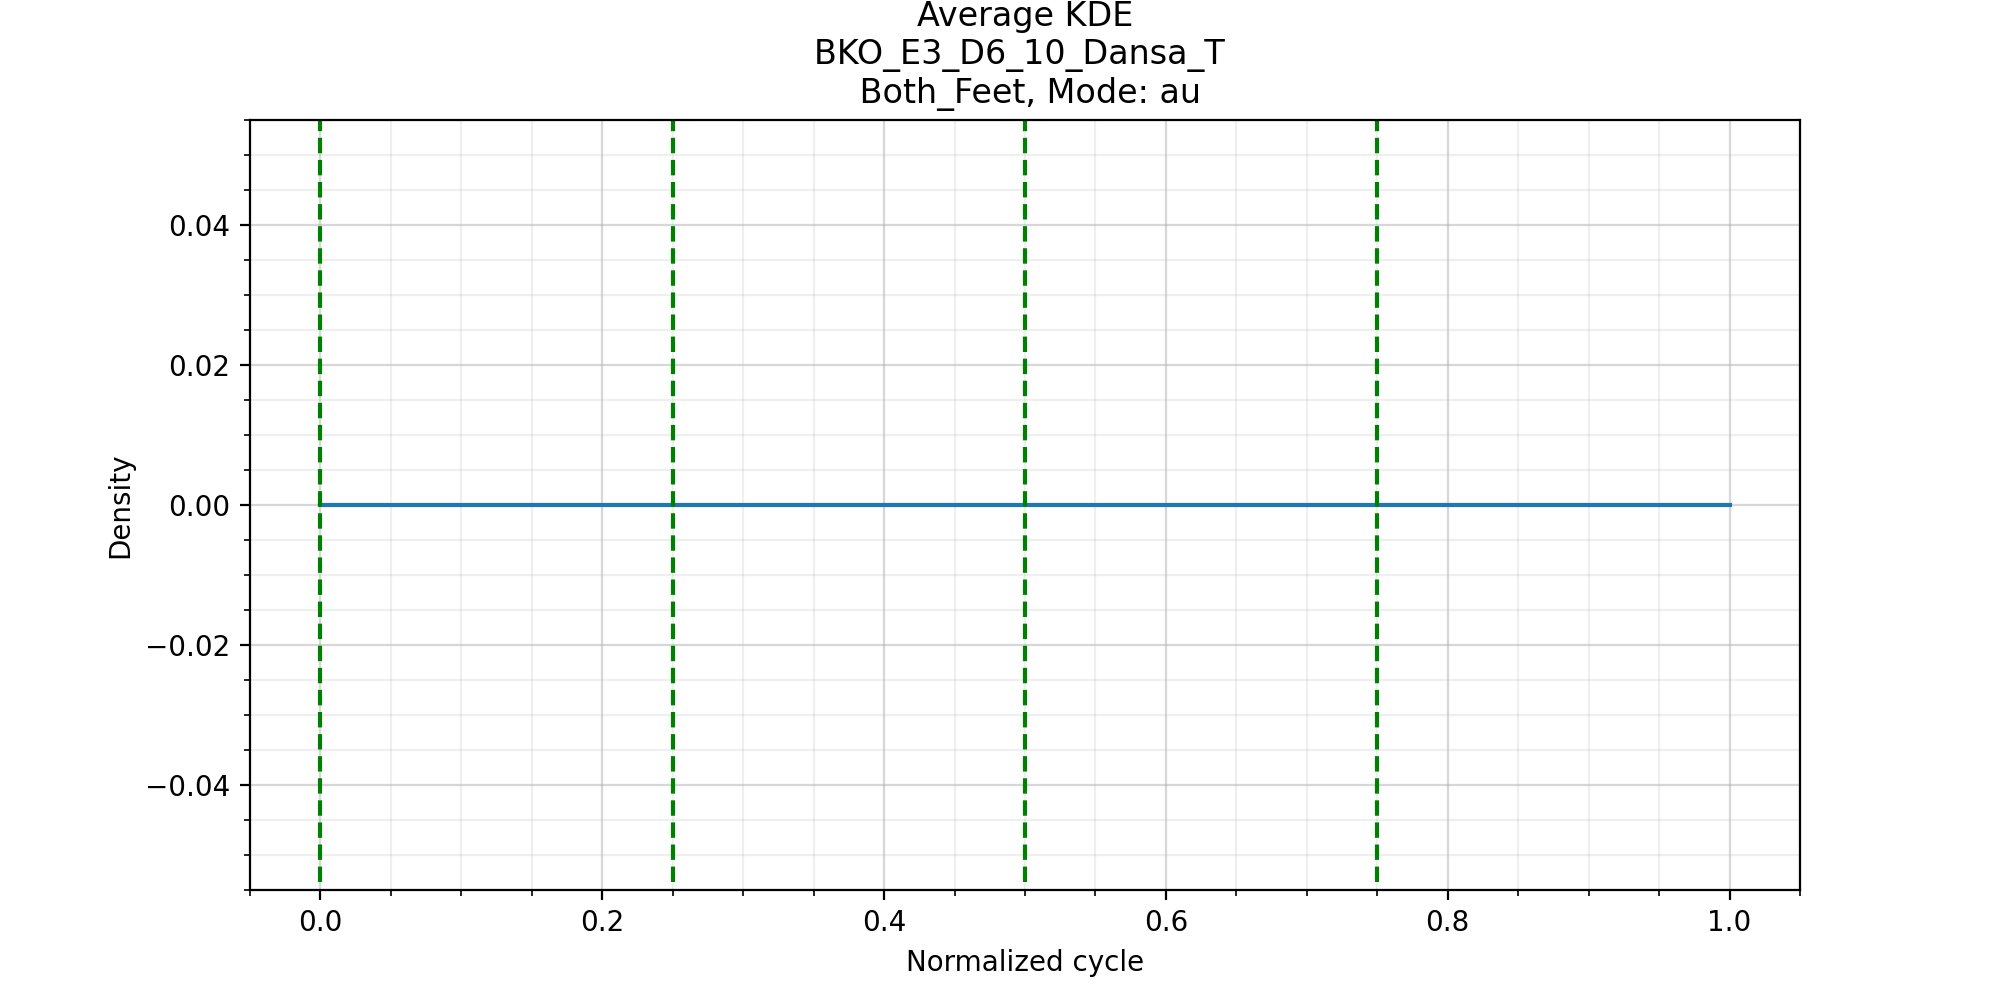 Average KDE
BKO_E3_D6_10_Dansa_T
Both_Feet, Mode: au
0.04
0.02
0.00
−0.02
−0.04
Density
0.0 0.2 0.4 0.6 0.8 1.0
Normalized cycle